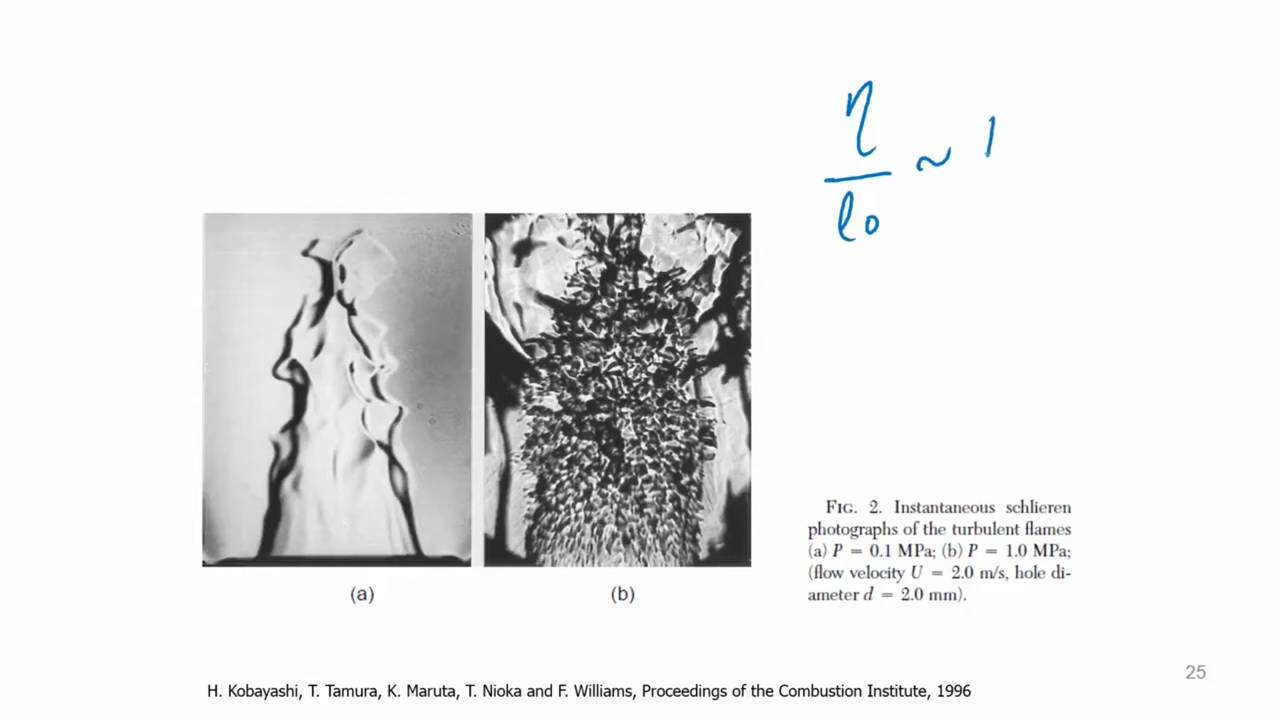 η
l0
~ 1
FIG. 2. Instantaneous schlieren
photographs of the turbulent flames
(a) P = 0.1 MPa; (b) P = 1.0 MPa;
(flow velocity U = 2.0 m/s, hole di-
ameter d = 2.0 mm).
(a)
(b)
25
H. Kobayashi, T. Tamura, K. Maruta, T. Nioka and F. Williams, Proceedings of the Combustion Institute, 1996